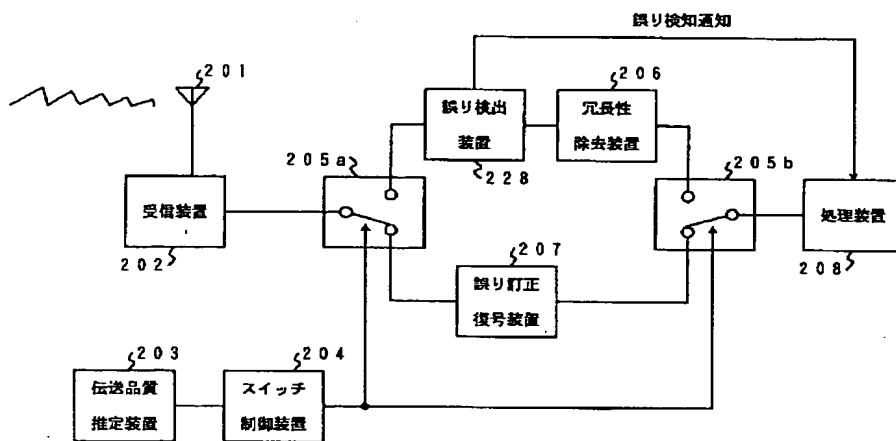 誤り検知通知
201
206
誤り検出
装置
冗長性
除去装置
205a
228
205b
受信装置
処理装置
202
207
208
誤り訂正
復号装置
203
204
伝送品質
推定装置
スイッチ
制御装置